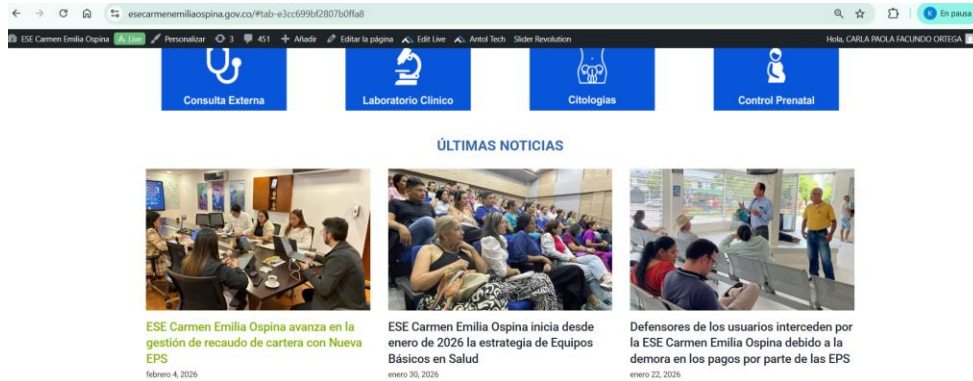 esecarmenemiliaospina.gov.co/#tab-e3cc699bf2807b0ffa8
En pausa
ESE Carmen Emilia Ospina Live Personalizar 3 451 Añadir Editar la página Edit Live Antol Tech Slider Revolution
Hola, CARLA PAOLA FACUNDO ORTEGA
Consulta Externa
Laboratorio Clinico
Citologias
Control Prenatal
ÚLTIMAS NOTICIAS
ESE Carmen Emilia Ospina avanza en la
gestión de recaudo de cartera con Nueva
EPS
febrero 4, 2026
ESE Carmen Emilia Ospina inicia desde
enero de 2026 la estrategia de Equipos
Básicos en Salud
enero 30, 2026
Defensores de los usuarios interceden por
la ESE Carmen Emilia Ospina debido a la
demora en los pagos por parte de las EPS
enero 22, 2026